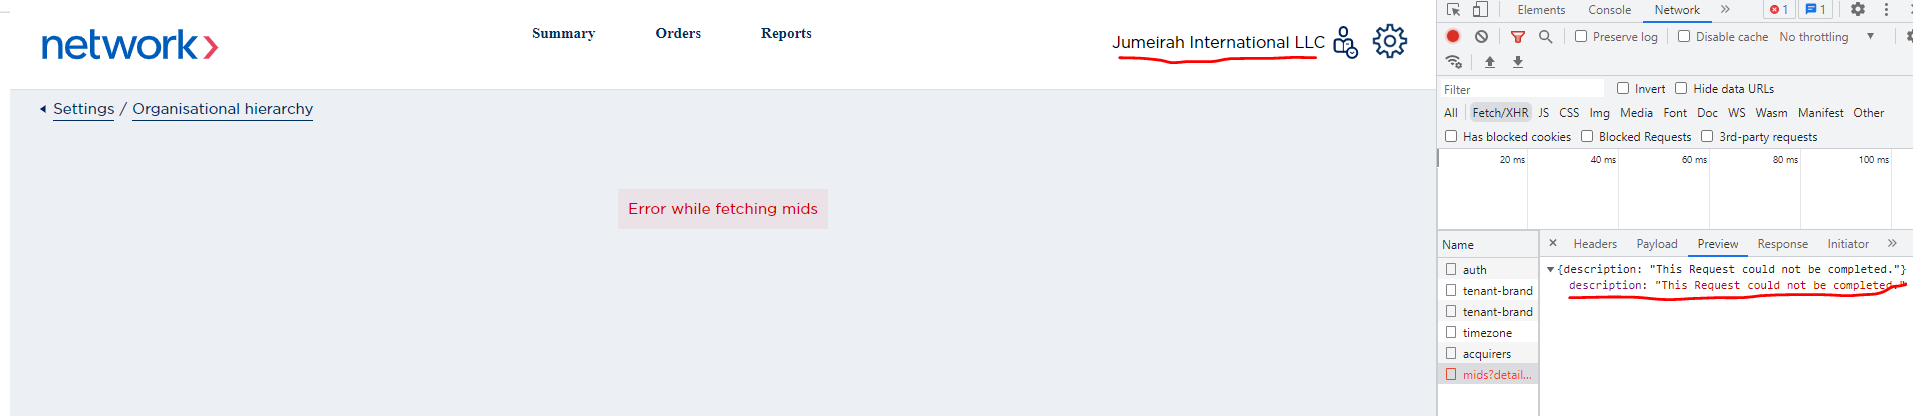 network
Summary Orders Reports
Jumeirah International LLC
Settings / Organisational hierarchy
Error while fetching mids
Elements Console Network » 1 1
Preserve log Disable cache No throttling
Filter Invert Hide data URLs
All Fetch/XHR JS CSS Img Media Font Doc WS Wasm Manifest Other
Has blocked cookies Blocked Requests 3rd-party requests
20 ms 40 ms 60 ms 80 ms 100 ms
Name
auth
tenant-brand
tenant-brand
timezone
acquirers
mids?detail...
× Headers Payload Preview Response Initiator »
{description: "This Request could not be completed."}
description: "This Request could not be completed."